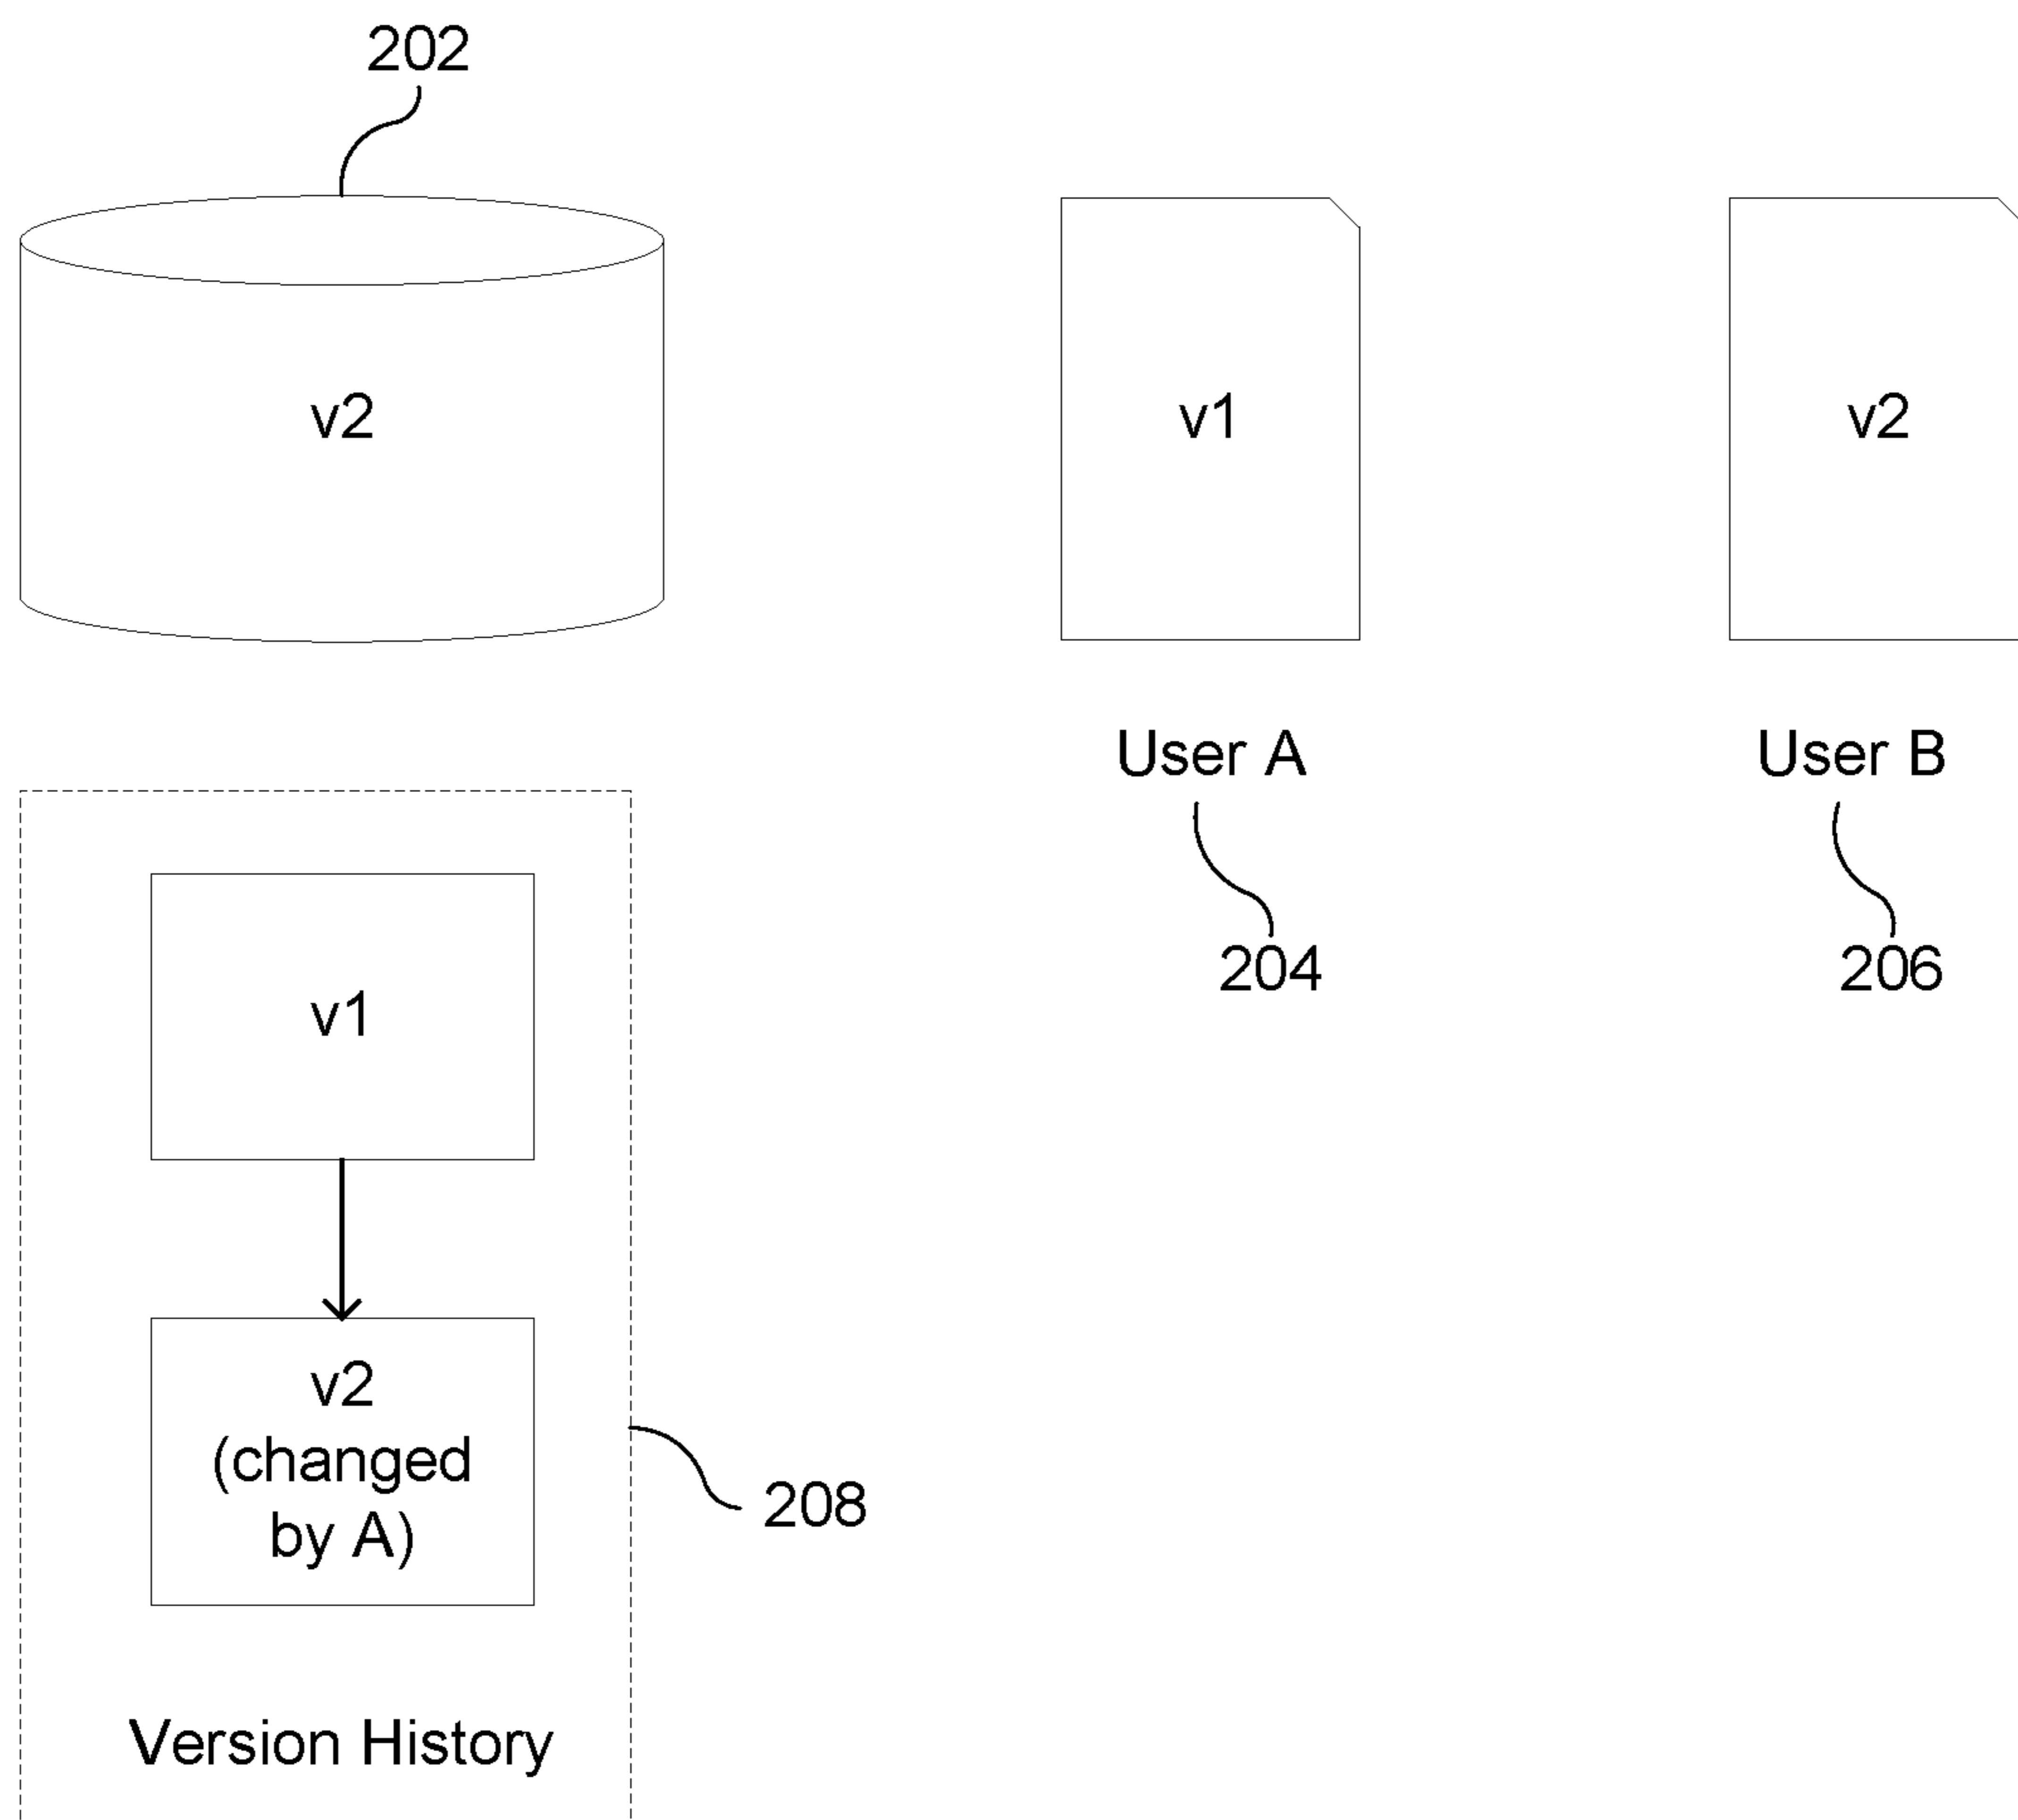 202
v2
v1
v2
User A
User B
204
206
v1
v2
(changed
by A)
208
Version History